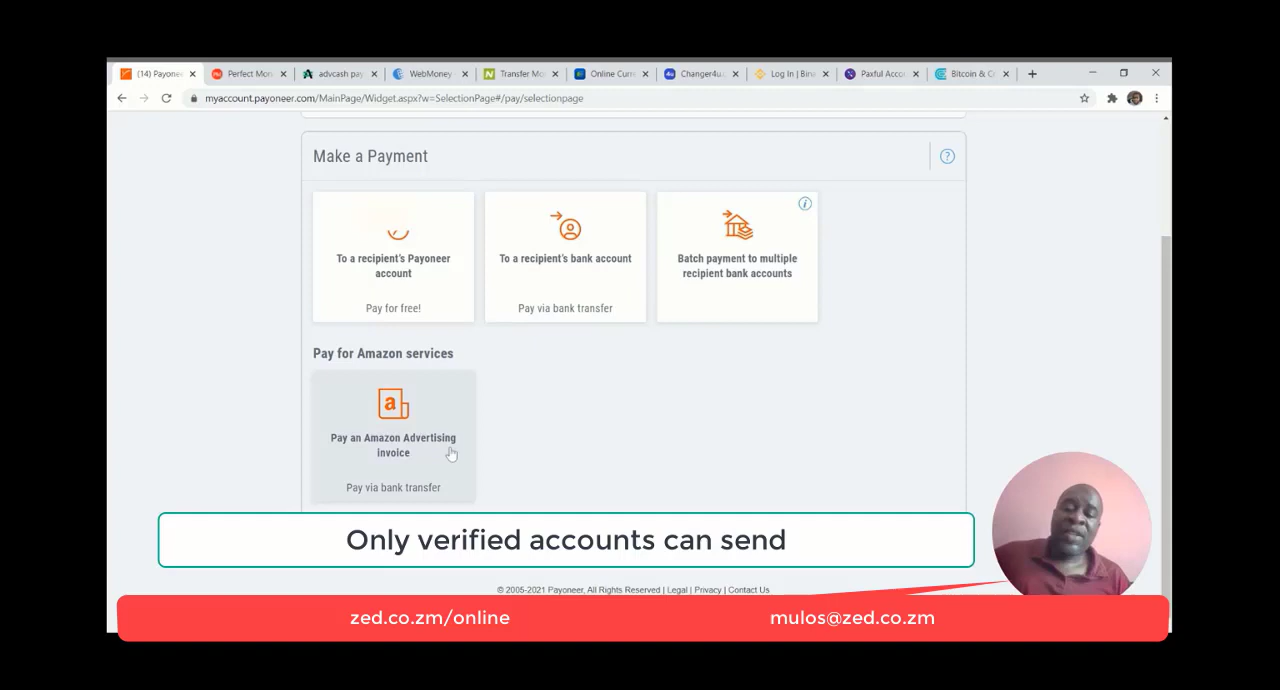 (14) Payonee
Perfect Mon
advcash pay
WebMoney
Transfer Mo
Online Curr
Changer4u.
Log In | Bin
Paxful Acco
Bitcoin & C
myaccount.payoneer.com/MainPage/Widget.aspx?w=SelectionPage#/pay/selectionpage
Make a Payment
?
i
To a recipient's Payoneer
account
Pay for free!
To a recipient's bank account
Pay via bank transfer
Batch payment to multiple
recipient bank accounts
Pay for Amazon services
a
Pay an Amazon Advertising
invoice
Pay via bank transfer
Only verified accounts can send
© 2005-2021 Payoneer, All Rights Reserved | Legal | Privacy | Contact Us
zed.co.zm/online
mulos@zed.co.zm